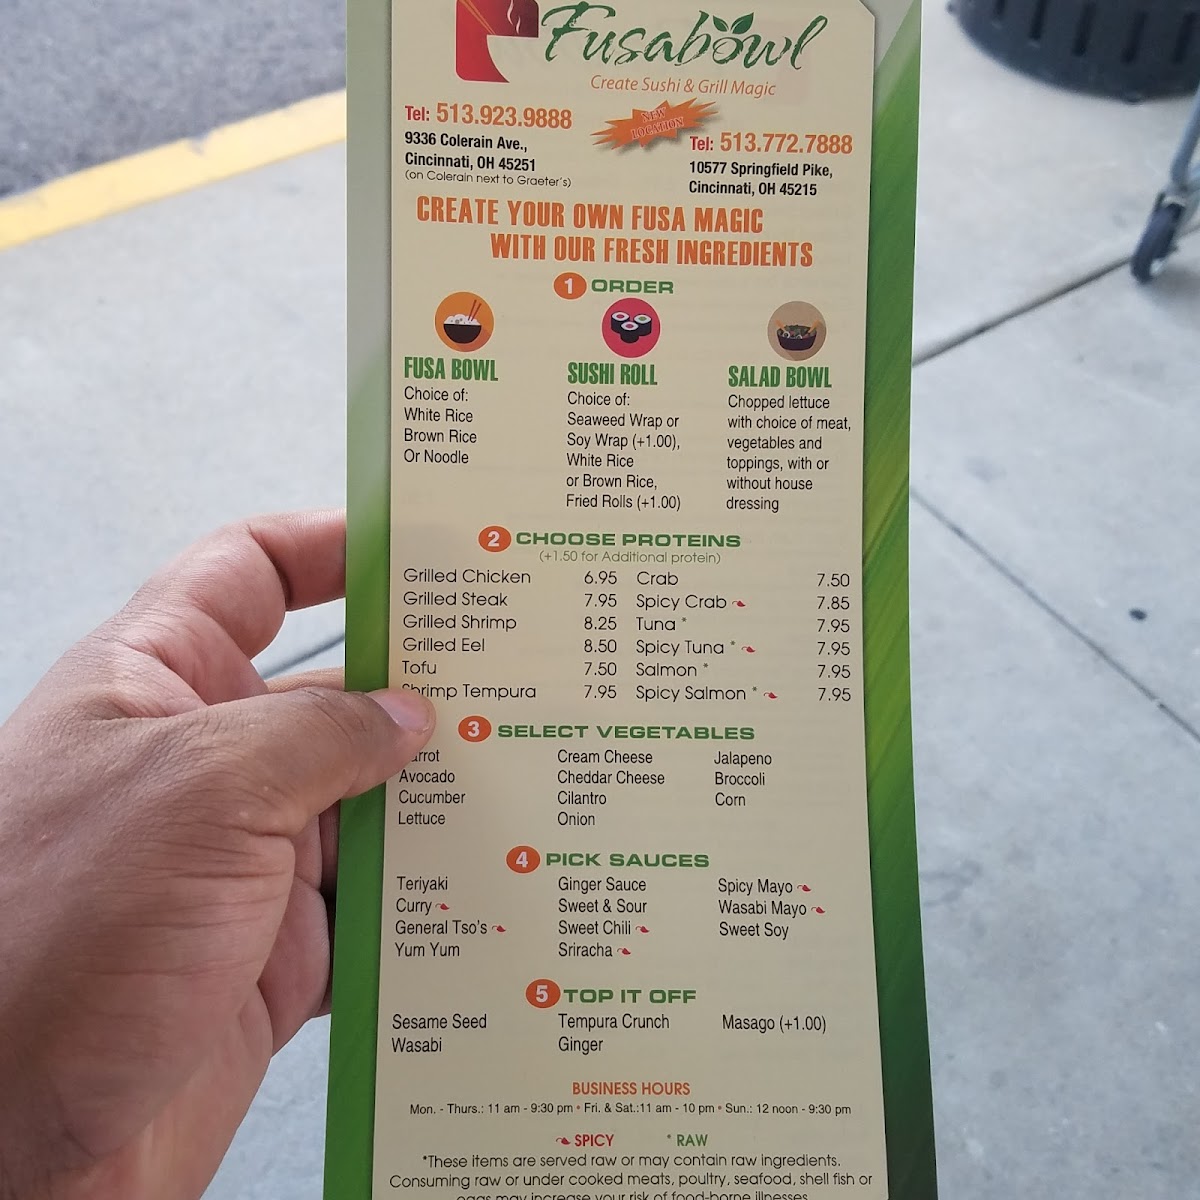 Fusabowl
Create Sushi & Grill Magic
Tel: 513.923.9888
9336 Colerain Ave.,
Cincinnati, OH 45251
(on Colerain next to Graeter's)
NEW
LOCATION
Tel: 513.772.7888
10577 Springfield Pike,
Cincinnati, OH 45215
CREATE YOUR OWN FUSA MAGIC
WITH OUR FRESH INGREDIENTS
1 ORDER
FUSA BOWL
Choice of:
White Rice
Brown Rice
Or Noodle
SUSHI ROLL
Choice of:
Seaweed Wrap or
Soy Wrap (+1.00),
White Rice
or Brown Rice,
Fried Rolls (+1.00)
SALAD BOWL
Chopped lettuce
with choice of meat,
vegetables and
toppings, with or
without house
dressing
2 CHOOSE PROTEINS
(+1.50 for Additional protein)
Grilled Chicken 6.95
Grilled Steak 7.95
Grilled Shrimp 8.25
Grilled Eel 8.50
Tofu 7.50
Shrimp Tempura 7.95
Crab 7.50
Spicy Crab 7.85
Tuna * 7.95
Spicy Tuna * 7.95
Salmon * 7.95
Spicy Salmon * 7.95
3 SELECT VEGETABLES
arrot
Avocado
Cucumber
Lettuce
Cream Cheese
Cheddar Cheese
Cilantro
Onion
Jalapeno
Broccoli
Corn
4 PICK SAUCES
Teriyaki
Curry
General Tso's
Yum Yum
Ginger Sauce
Sweet & Sour
Sweet Chili
Sriracha
Spicy Mayo
Wasabi Mayo
Sweet Soy
5 TOP IT OFF
Sesame Seed
Wasabi
Tempura Crunch
Ginger
Masago (+1.00)
BUSINESS HOURS
Mon. - Thurs.: 11 am - 9:30 pm • Fri. & Sat.:11 am - 10 pm • Sun.: 12 noon - 9:30 pm
SPICY * RAW
*These items are served raw or may contain raw ingredients.
Consuming raw or under cooked meats, poultry, seafood, shell fish or
eggs may increase your risk of food-borne illnesses